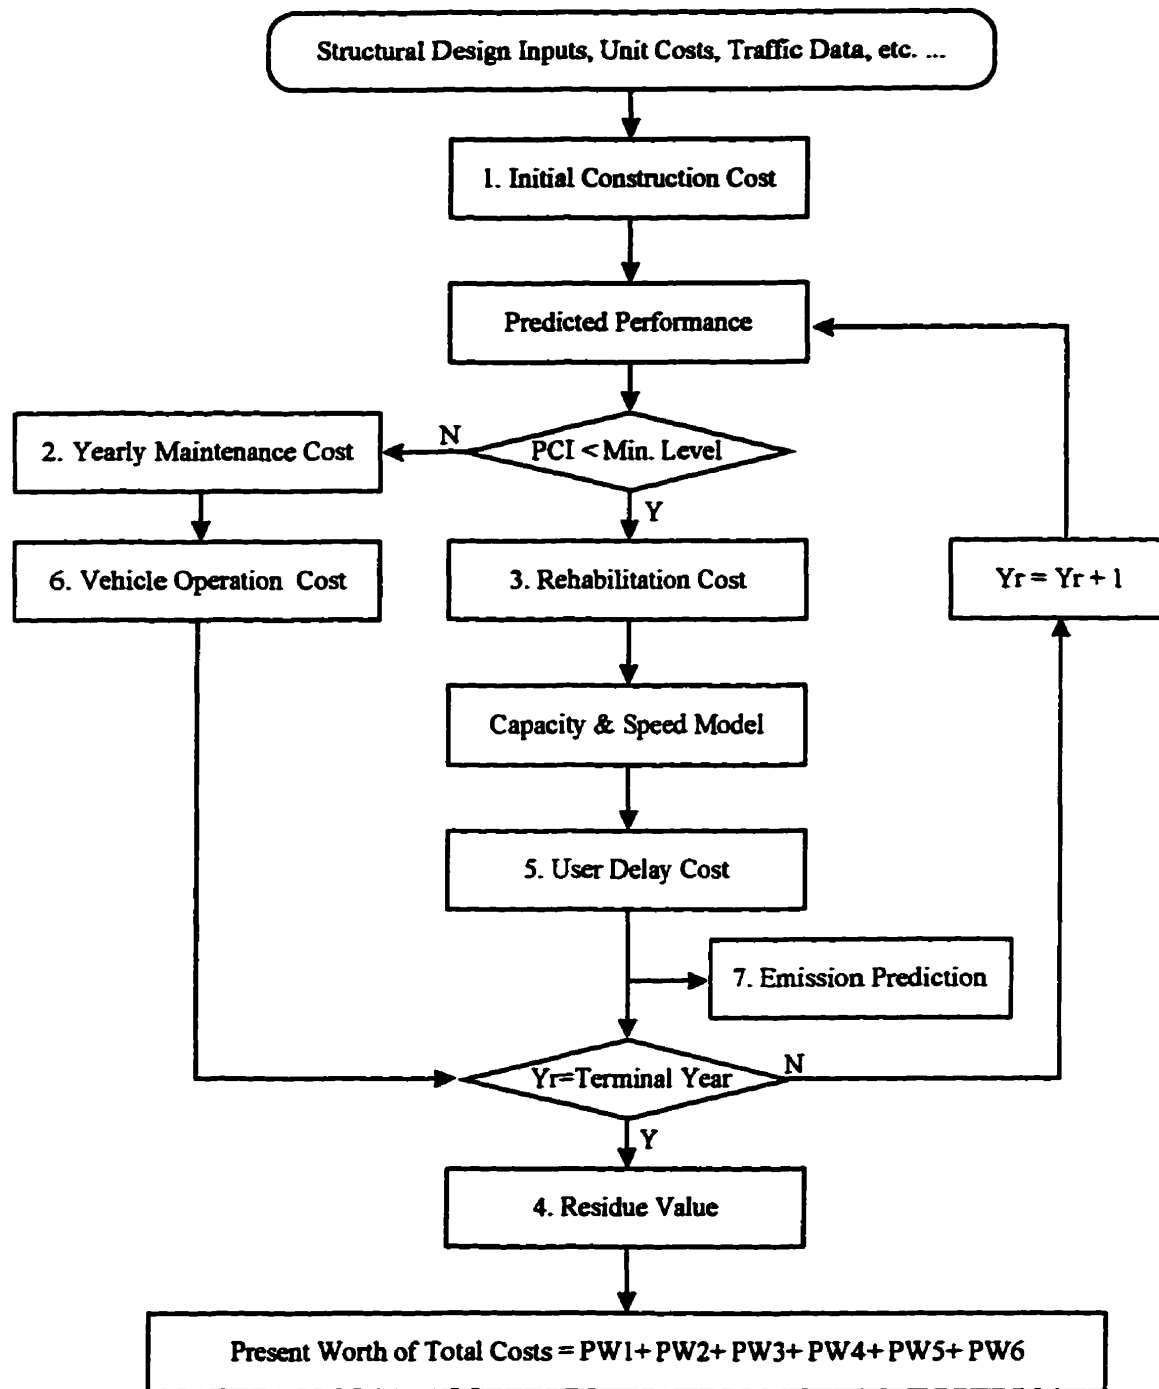 Structural Design Inputs, Unit Costs, Traffic Data, etc. ...
1. Initial Construction Cost
Predicted Performance
PCI < Min. Level
N
2. Yearly Maintenance Cost
Y
6. Vehicle Operation Cost
3. Rehabilitation Cost
Yr = Yr + 1
Capacity & Speed Model
5. User Delay Cost
7. Emission Prediction
Yr=Terminal Year
N
Y
4. Residue Value
Present Worth of Total Costs = PW1+ PW2+ PW3+ PW4+ PW5+ PW6